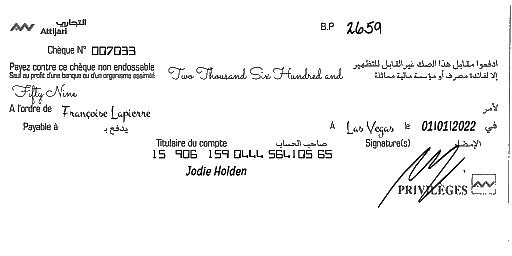 التجاري
Attijari
B.P 2659
Chèque N° 007033
Payez contre ce chèque non endossable
Sauf au profit d'une banque ou d'un organisme assimilé
Two Thousand Six Hundred and
ادفعوا مقابل هذا الصك غير القابل للتظهير
إلا لفائدة مصرف أو مؤسسة مالية مماثلة
Fifty Nine
A l'ordre de Françoise Lapierre لأمر
Payable à يدفع بـ
A Las Vegas le 01/01/2022 في
Titulaire du compte صاحب الحساب Signature(s) الإمضاء
15 906 159 0444 564105 65
Jodie Holden
PRIVILÈGES